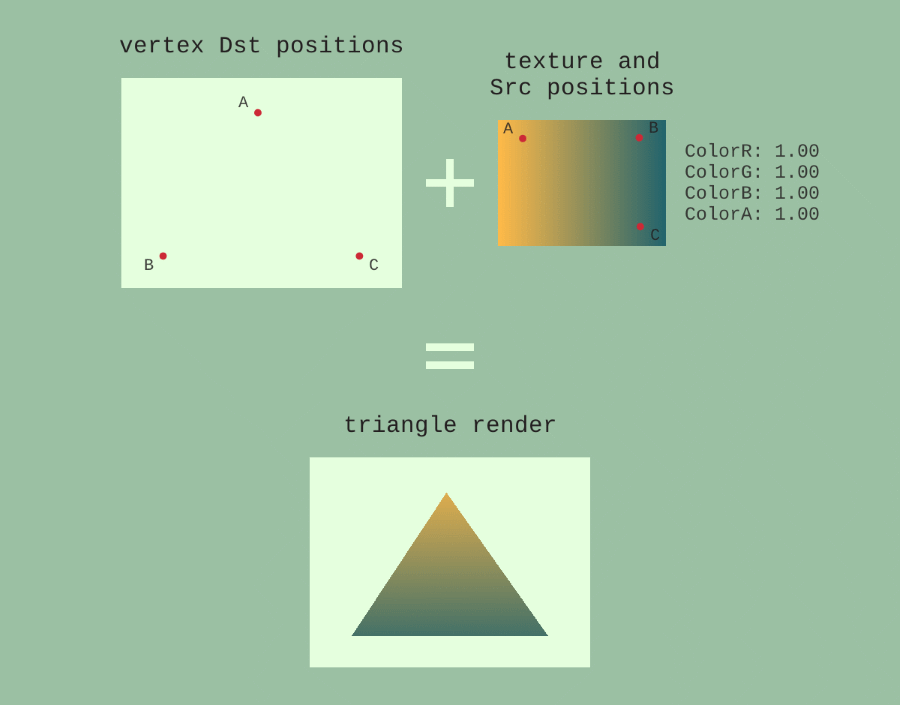 vertex Dst positions
A
B
C
+
texture and
Src positions
A
B
C
ColorR: 1.00
ColorG: 1.00
ColorB: 1.00
ColorA: 1.00
=
triangle render